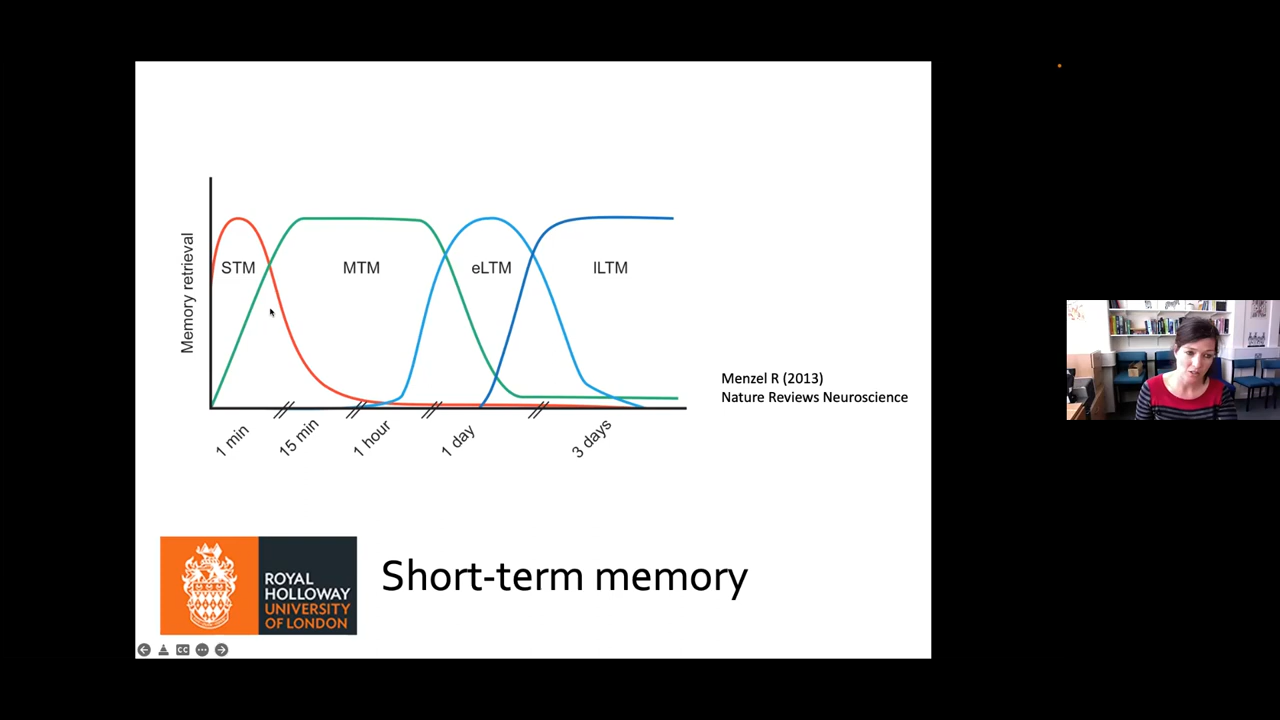 Memory retrieval
STM
MTM
eLTM
lLTM
1 min
15 min
1 hour
1 day
3 days
Menzel R (2013)
Nature Reviews Neuroscience
ROYAL
HOLLOWAY
UNIVERSITY
OF LONDON
Short-term memory
CC